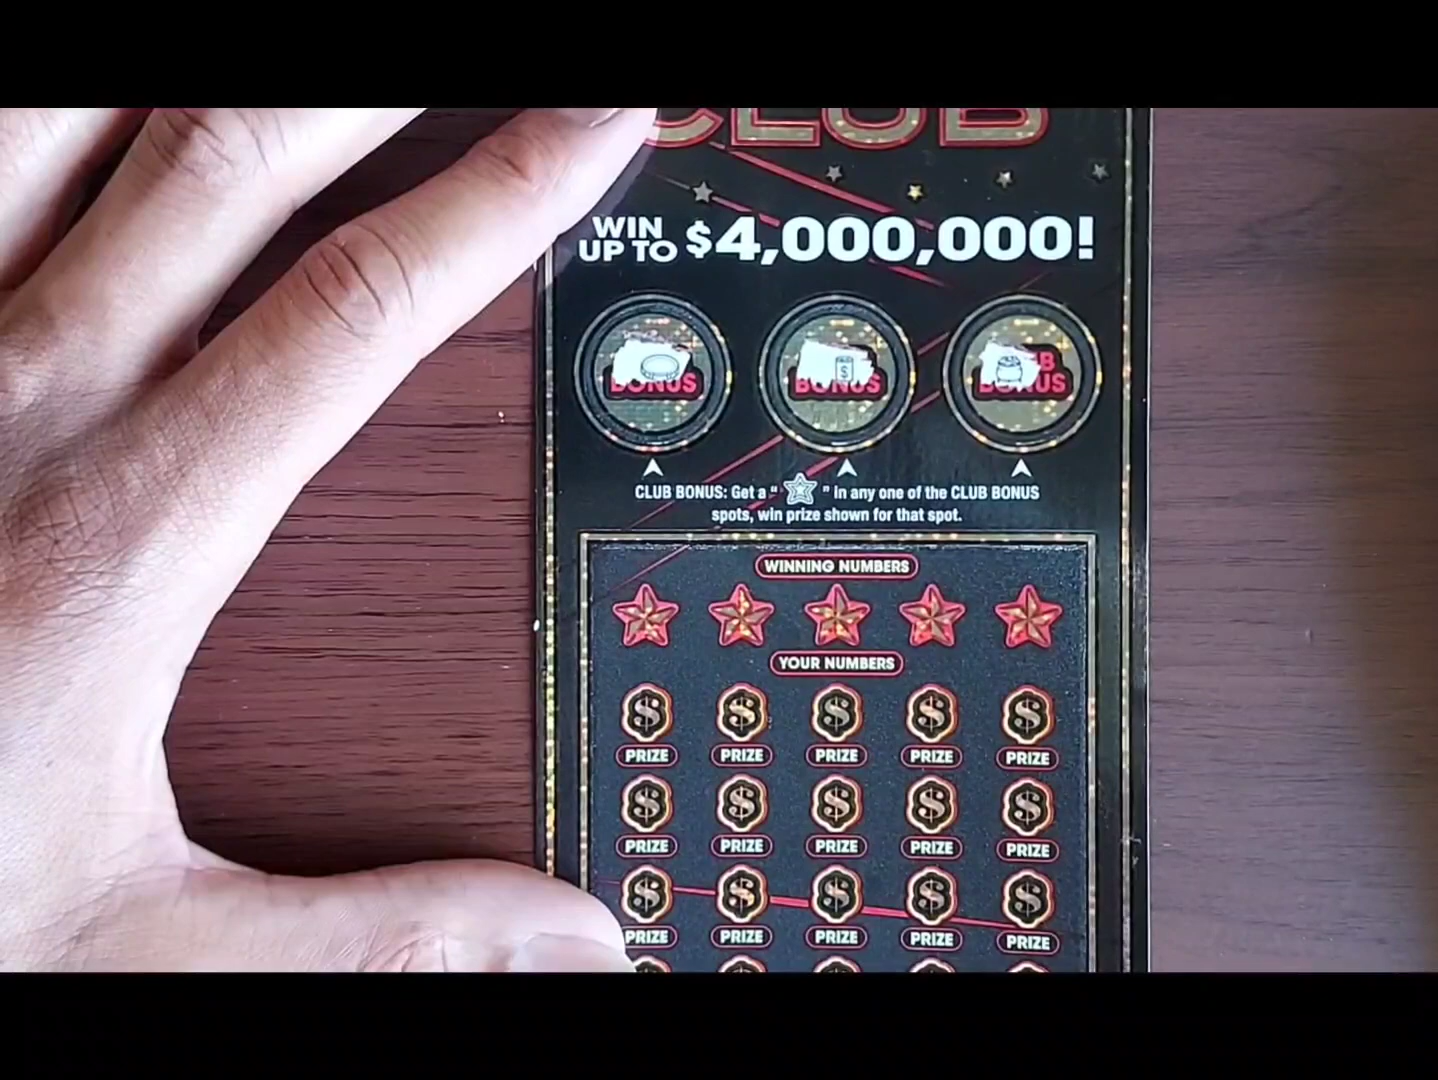 CLUB
WIN
UP TO $4,000,000!
BONUS BONUS BONUS
CLUB BONUS: Get a " " in any one of the CLUB BONUS
spots, win prize shown for that spot.
WINNING NUMBERS
YOUR NUMBERS
$ $ $ $ $
PRIZE PRIZE PRIZE PRIZE PRIZE
$ $ $ $ $
PRIZE PRIZE PRIZE PRIZE PRIZE
$ $ $ $ $
PRIZE PRIZE PRIZE PRIZE PRIZE